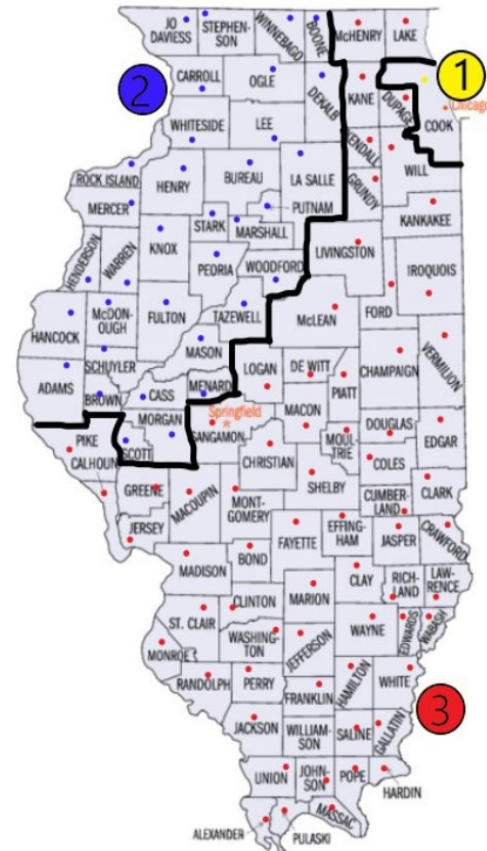 JO
DAVIESS
STEPHEN-
SON
WINNEBAGO
BOONE
McHENRY
LAKE
1
2
CARROLL
OGLE
DEKALB
KANE
DUPAGE
Chicago
COOK
WHITESIDE
LEE
KENDALL
WILL
ROCK ISLAND
HENRY
BUREAU
LA SALLE
GRUNDY
MERCER
PUTNAM
STARK
MARSHALL
KANKAKEE
HENDERSON
WARREN
KNOX
PEORIA
WOODFORD
LIVINGSTON
IROQUOIS
HANCOCK
McDON-
OUGH
FULTON
TAZEWELL
McLEAN
FORD
VERMILION
SCHUYLER
MASON
LOGAN
DE WITT
CHAMPAIGN
ADAMS
BROWN
CASS
MENARD
PIATT
MORGAN
Springfield
SANGAMON
MACON
DOUGLAS
EDGAR
PIKE
SCOTT
CHRISTIAN
MOUL-
TRIE
COLES
CALHOUN
GREENE
MACOUPIN
MONT-
GOMERY
SHELBY
CUMBER-
LAND
CLARK
JERSEY
FAYETTE
EFFING-
HAM
JASPER
CRAWFORD
BOND
MADISON
CLAY
RICH-
LAND
LAW-
RENCE
CLINTON
MARION
ST. CLAIR
WAYNE
EDWARDS
WABASH
WASHING-
TON
JEFFERSON
MONROE
RANDOLPH
PERRY
HAMILTON
WHITE
FRANKLIN
3
JACKSON
WILLIAM-
SON
SALINE
GALLATIN
UNION
JOHN-
SON
POPE
HARDIN
MASSAC
ALEXANDER
PULASKI